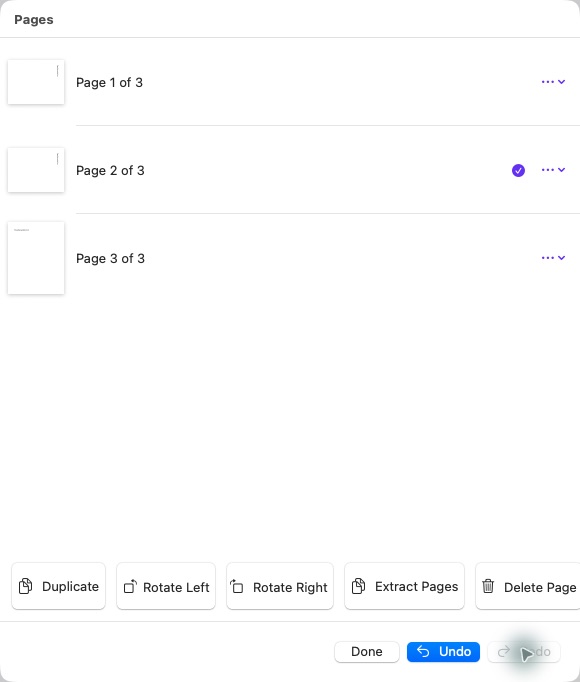 Pages
Page 1 of 3
Page 2 of 3
Page 3 of 3
Duplicate
Rotate Left
Rotate Right
Extract Pages
Delete Page
Done
Undo